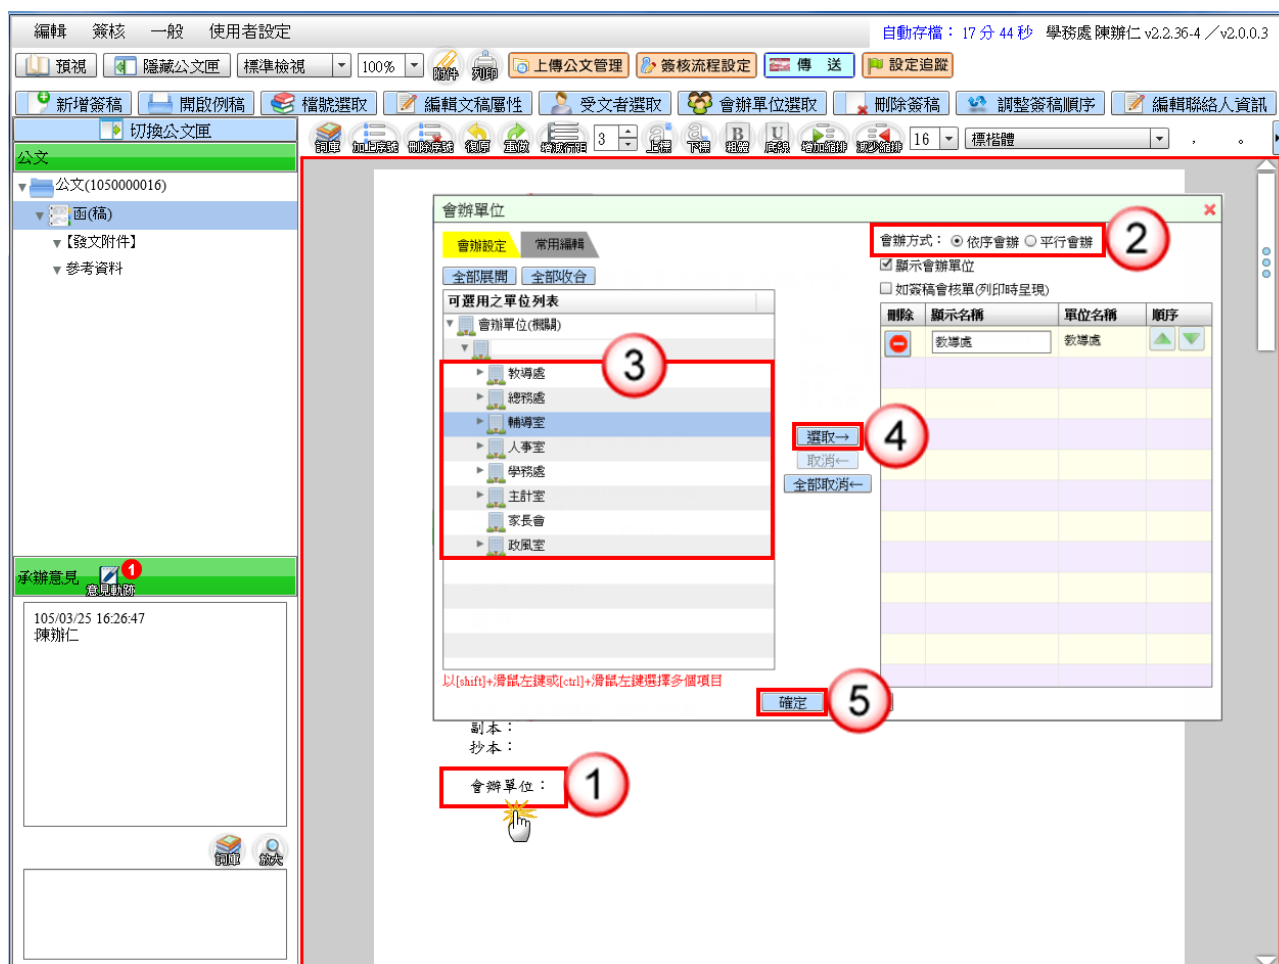 編輯 簽核 一般 使用者設定
自動存檔： 17 分 44 秒 學務處 陳辦仁 v2.2.36-4 ／v2.0.0.3
預視 隱藏公文匣 標準檢視 100% 附件 列印 上傳公文管理 簽核流程設定 傳 送 設定追蹤
新增簽稿 開啟例稿 檔號選取 編輯文稿屬性 受文者選取 會辦單位選取 刪除簽稿 調整簽稿順序 編輯聯絡人資訊
切換公文匣
詞庫 加上序號 刪除序號 復原 重做 增減行距 3 上標 下標 B 粗體 U 底線 增加縮排 減少縮排 16 標楷體 ， 。
公文
公文(1050000016)
函(稿)
【發文附件】
參考資料
承辦意見 意見軌跡 1
105/03/25 16:26:47
:陳辦仁
詞庫 放大
會辦單位
會辦設定 常用編輯
全部展開 全部收合
可選用之單位列表
會辦單位(機關)
教導處
總務處
輔導室
人事室
學務處
主計室
家長會
政風室
3
以[shift]+滑鼠左鍵或[ctrl]+滑鼠左鍵選擇多個項目
選取→
取消←
全部取消←
4
會辦方式： 依序會辦 平行會辦
2
顯示會辦單位
如簽稿會核單(列印時呈現)
刪除 顯示名稱 單位名稱 順序
教導處 教導處
確定
5
副本：
抄本：
會辦單位：
1